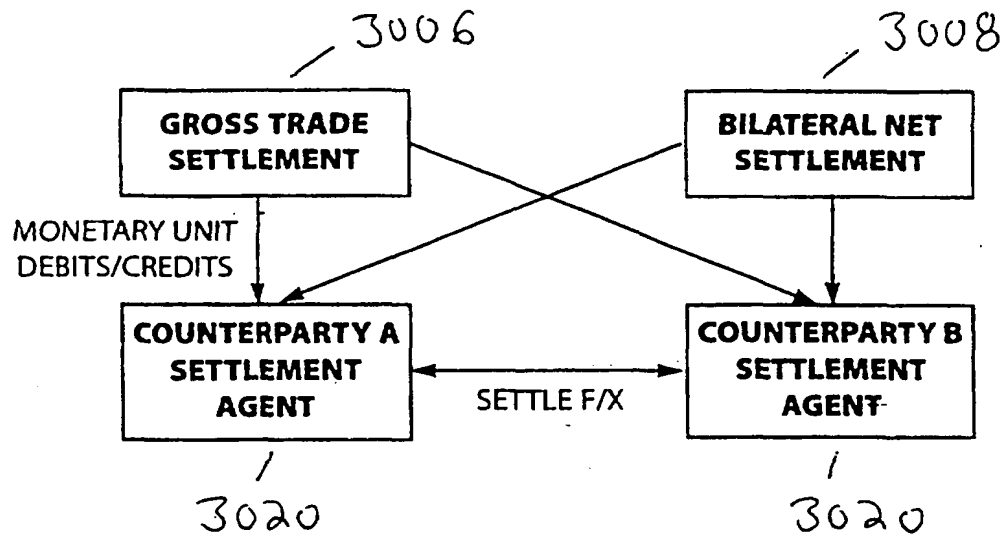 3006
3008
GROSS TRADE
SETTLEMENT
BILATERAL NET
SETTLEMENT
MONETARY UNIT
DEBITS/CREDITS
COUNTERPARTY A
SETTLEMENT
AGENT
SETTLE F/X
COUNTERPARTY B
SETTLEMENT
AGENT
3020
3020